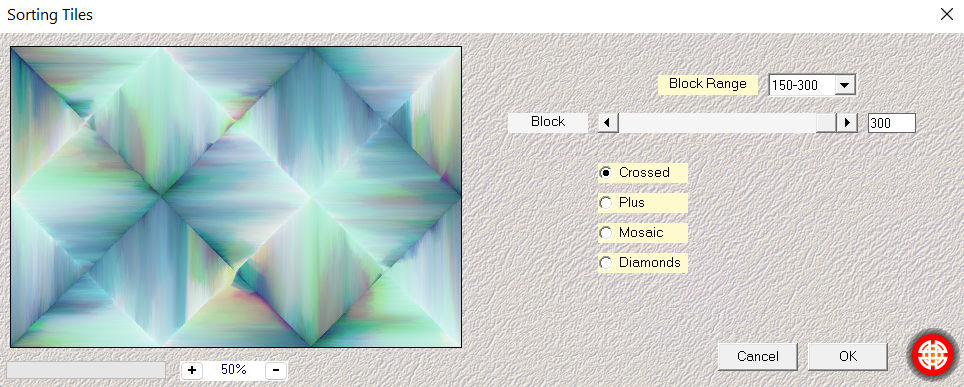 Sorting Tiles
Block Range 150-300
Block 300
Crossed
Plus
Mosaic
Diamonds
+ 50% -
Cancel OK